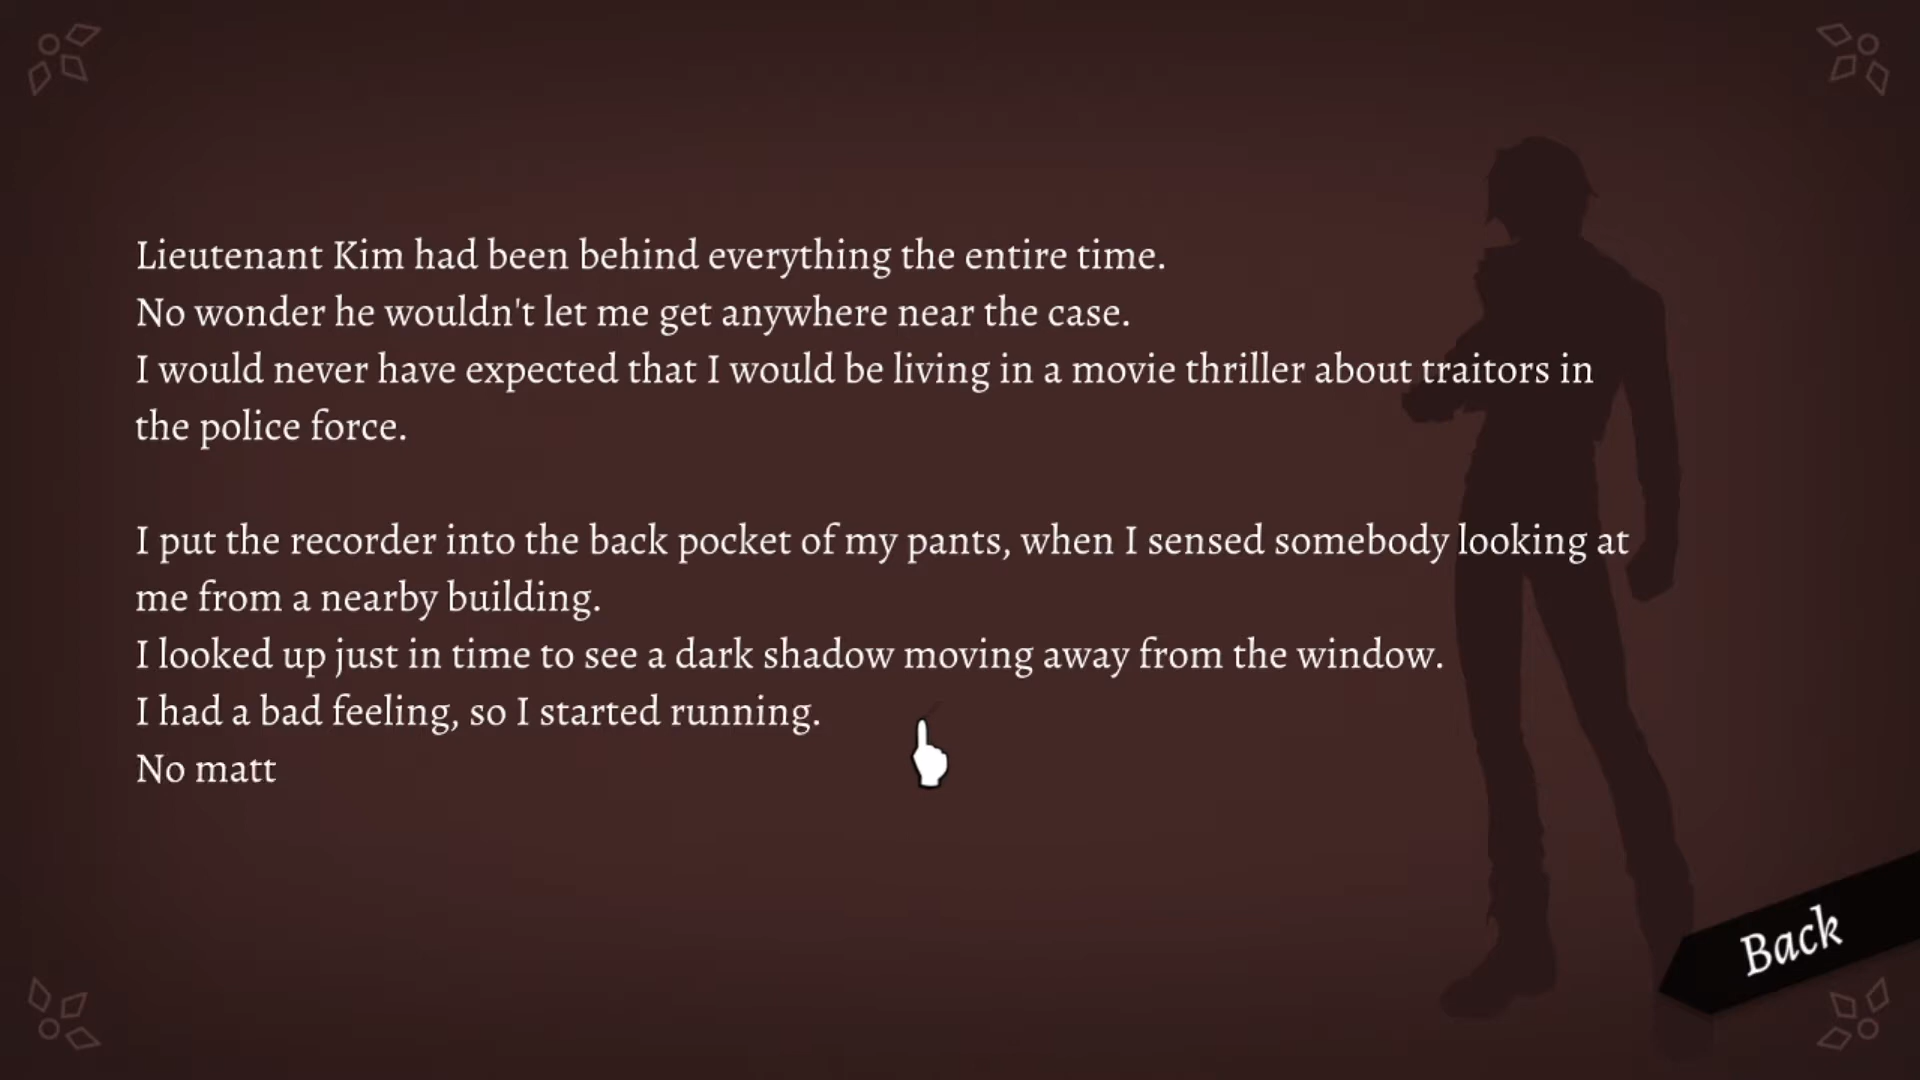 Lieutenant Kim had been behind everything the entire time.
No wonder he wouldn't let me get anywhere near the case.
I would never have expected that I would be living in a movie thriller about traitors in
the police force.
I put the recorder into the back pocket of my pants, when I sensed somebody looking at
me from a nearby building.
I looked up just in time to see a dark shadow moving away from the window.
I had a bad feeling, so I started running.
No matt
Back